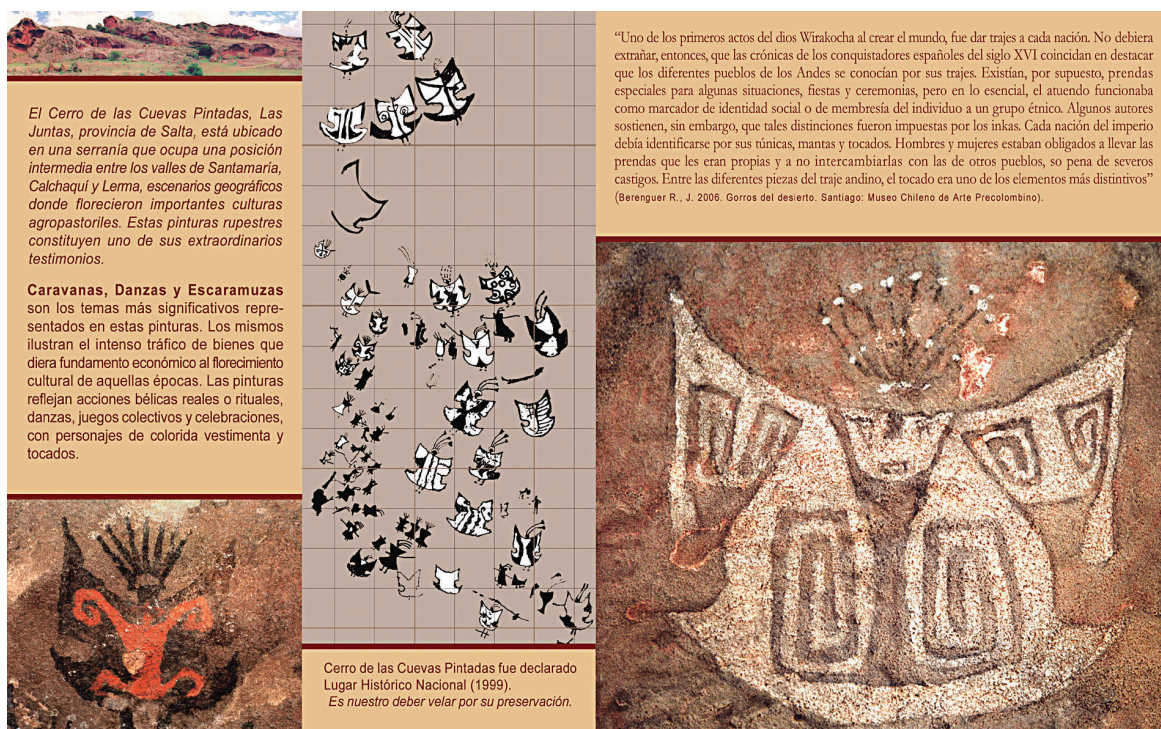 El Cerro de las Cuevas Pintadas, Las
Juntas, provincia de Salta, está ubicado
en una serranía que ocupa una posición
intermedia entre los valles de Santamaría,
Calchaquí y Lerma, escenarios geográficos
donde florecieron importantes culturas
agropastoriles. Estas pinturas rupestres
constituyen uno de sus extraordinarios
testimonios.
Caravanas, Danzas y Escaramuzas
son los temas más significativos repre-
sentados en estas pinturas. Los mismos
ilustran el intenso tráfico de bienes que
diera fundamento económico al florecimiento
cultural de aquellas épocas. Las pinturas
reflejan acciones bélicas reales o rituales,
danzas, juegos colectivos y celebraciones,
con personajes de colorida vestimenta y
tocados.
Cerro de las Cuevas Pintadas fue declarado
Lugar Histórico Nacional (1999).
Es nuestro deber velar por su preservación.
“Uno de los primeros actos del dios Wirakocha al crear el mundo, fue dar trajes a cada nación. No debiera
extrañar, entonces, que las crónicas de los conquistadores españoles del siglo XVI coincidan en destacar
que los diferentes pueblos de los Andes se conocían por sus trajes. Existían, por supuesto, prendas
especiales para algunas situaciones, fiestas y ceremonias, pero en lo esencial, el atuendo funcionaba
como marcador de identidad social o de membresía del individuo a un grupo étnico. Algunos autores
sostienen, sin embargo, que tales distinciones fueron impuestas por los inkas. Cada nación del imperio
debía identificarse por sus túnicas, mantas y tocados. Hombres y mujeres estaban obligados a llevar las
prendas que les eran propias y a no intercambiarlas con las de otros pueblos, so pena de severos
castigos. Entre las diferentes piezas del traje andino, el tocado era uno de los elementos más distintivos”
(Berenguer R., J. 2006. Gorros del desierto. Santiago: Museo Chileno de Arte Precolombino).